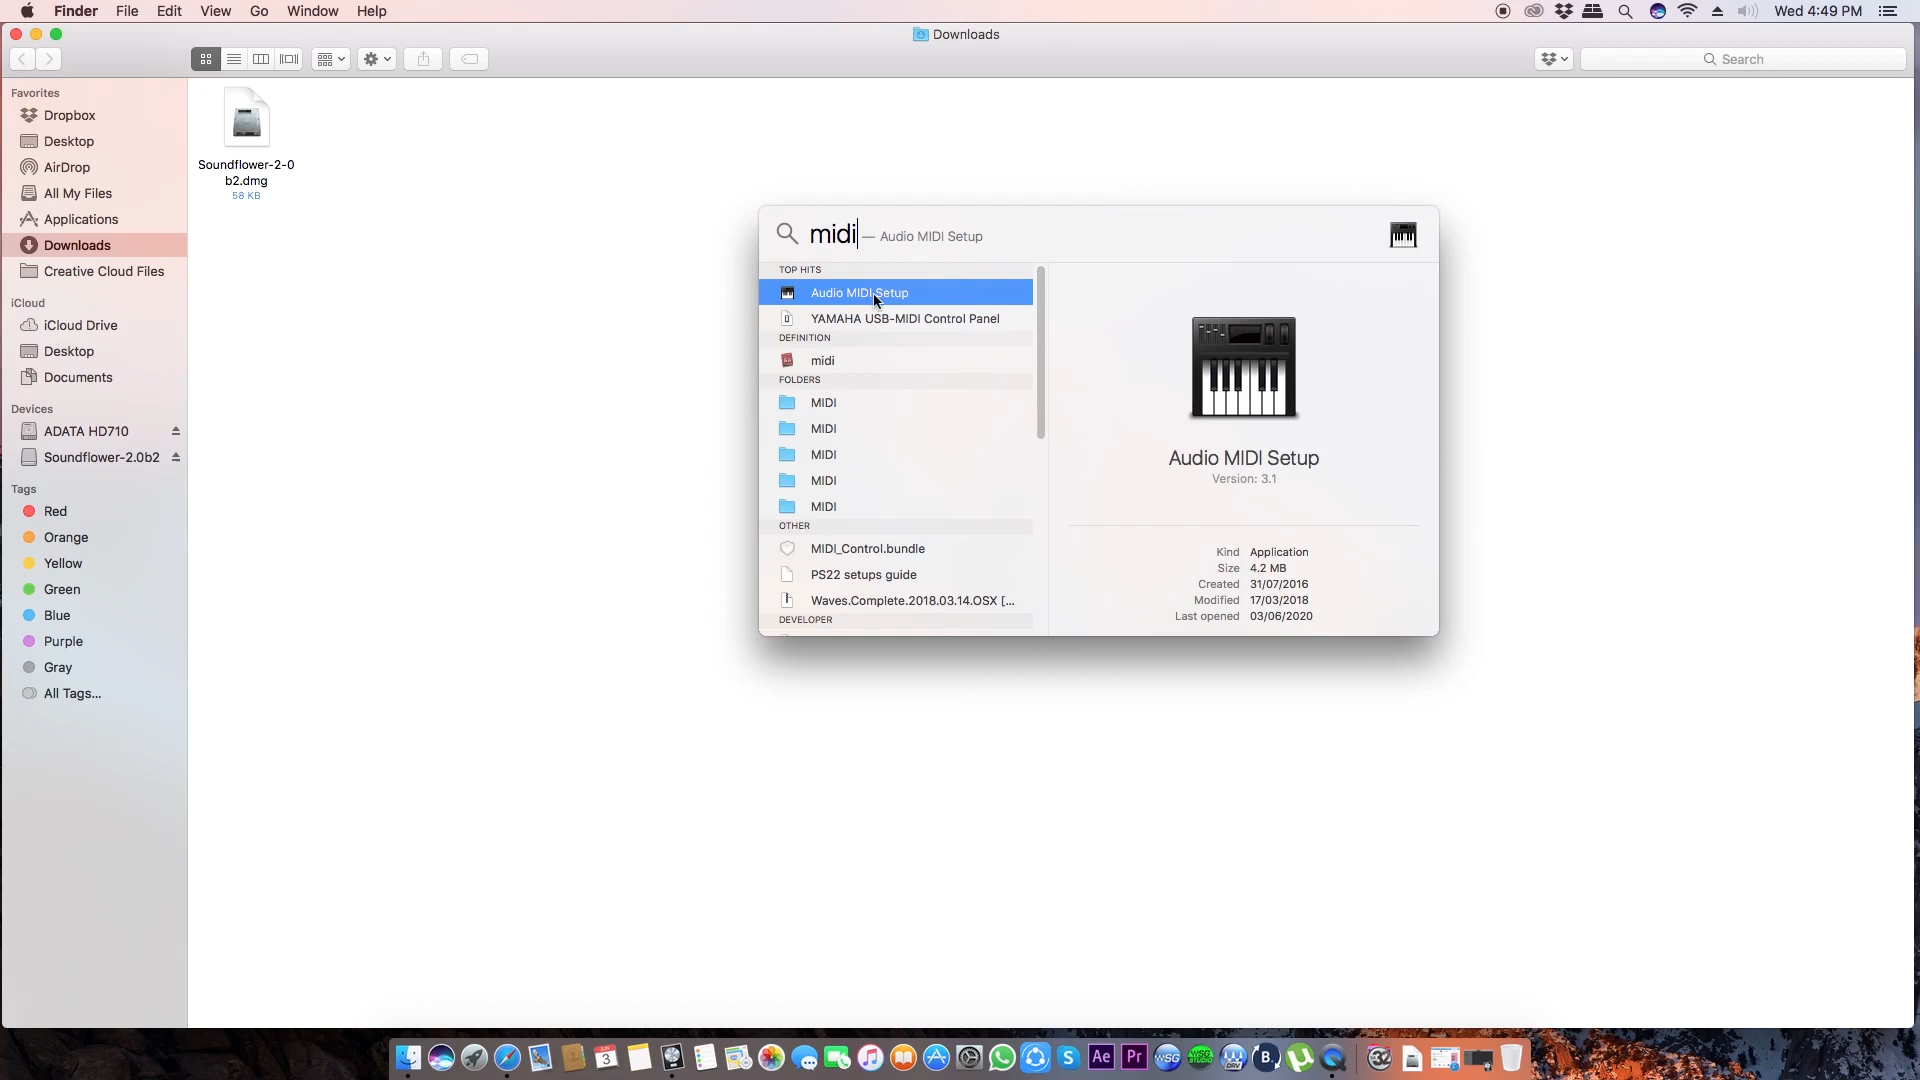 Finder File Edit View Go Window Help
Wed 4:49 PM
Downloads
Search
Favorites
Dropbox
Desktop
AirDrop
All My Files
Applications
Downloads
Creative Cloud Files
iCloud
iCloud Drive
Desktop
Documents
Devices
ADATA HD710
Soundflower-2.0b2
Tags
Red
Orange
Yellow
Green
Blue
Purple
Gray
All Tags...
Soundflower-2-0
b2.dmg
58 KB
midi — Audio MIDI Setup
TOP HITS
Audio MIDI Setup
YAMAHA USB-MIDI Control Panel
DEFINITION
midi
FOLDERS
MIDI
MIDI
MIDI
MIDI
MIDI
OTHER
MIDI_Control.bundle
PS22 setups guide
Waves.Complete.2018.03.14.OSX [...
DEVELOPER
Audio MIDI Setup
Version: 3.1
Kind Application
Size 4.2 MB
Created 31/07/2016
Modified 17/03/2018
Last opened 03/06/2020
JUN
3
Ae
Pr
WSG
B.